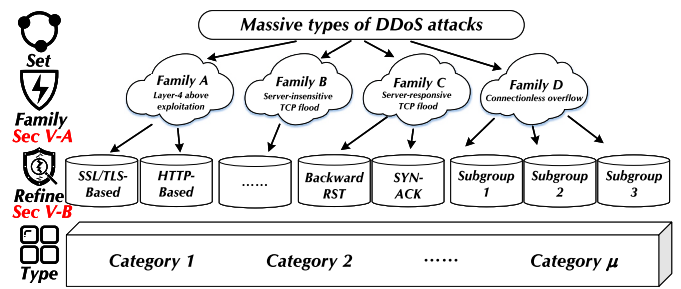 Massive types of DDoS attacks
Set
Family A
Layer-4 above
exploitation
Family B
Server-insensitive
TCP flood
Family C
Server-responsive
TCP flood
Family D
Connectionless overflow
Family
Sec V-A
SSL/TLS-
Based
HTTP-
Based
......
Backward
RST
SYN-
ACK
Subgroup
1
Subgroup
2
Subgroup
3
Refine
Sec V-B
Type
Category 1
Category 2
......
Category μ